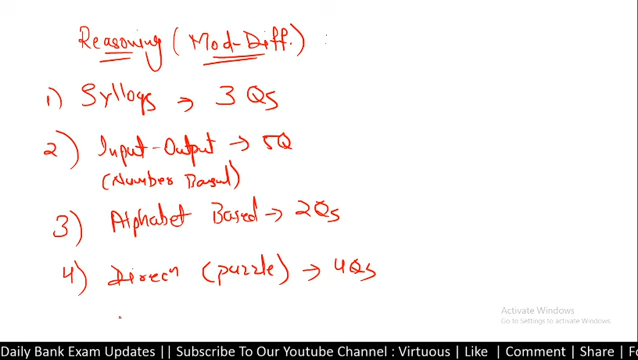 Reasoning (Mod-Diff.) :
1) Syllogs → 3 Qs
2) Input-Output → 5Q
(Number Based)
3) Alphabet Based → 2Qs
4) Direcn (puzzle) → 4Qs
Activate Windows
Go to Settings to activate Windows.
Daily Bank Exam Updates || Subscribe To Our Youtube Channel : Virtuous | Like | Comment | Share | Fo